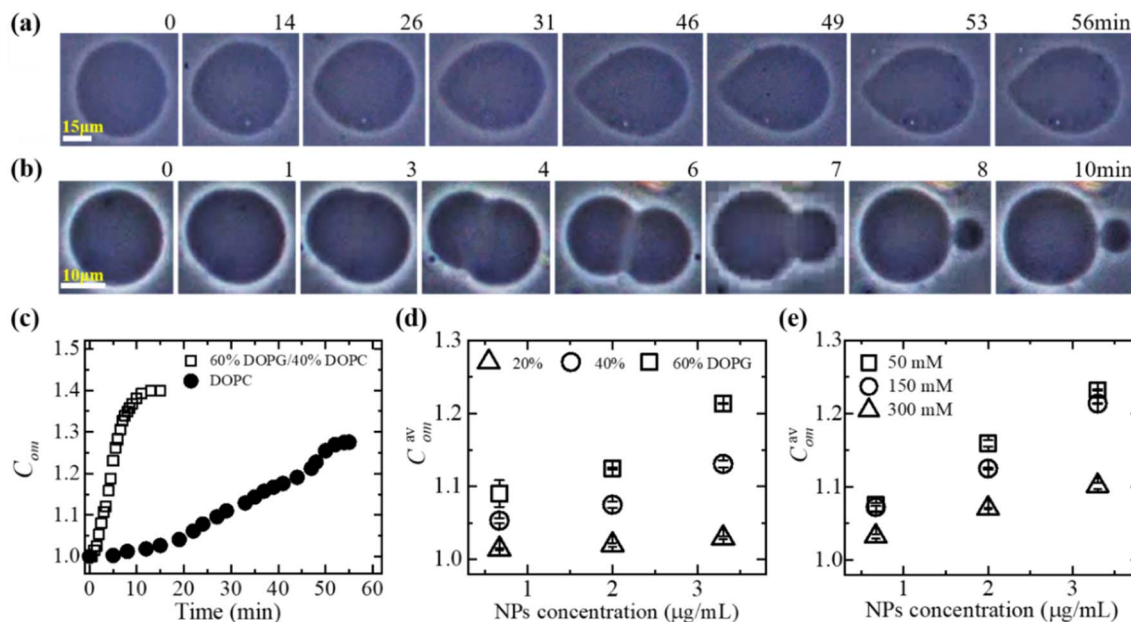 (a) 0 14 26 31 46 49 53 56min
15μm
(b) 0 1 3 4 6 7 8 10min
10μm
(c) (d) (e)
1.5
1.4
1.3
1.2
1.1
1.0
C_om
60% DOPG/40% DOPC
DOPC
0 10 20 30 40 50 60
Time (min)
1.3
1.2
1.1
1.0
C_om^av
20% 40% 60% DOPG
1 2 3
NPs concentration (μg/mL)
1.3
1.2
1.1
1.0
C_om^av
50 mM
150 mM
300 mM
1 2 3
NPs concentration (μg/mL)